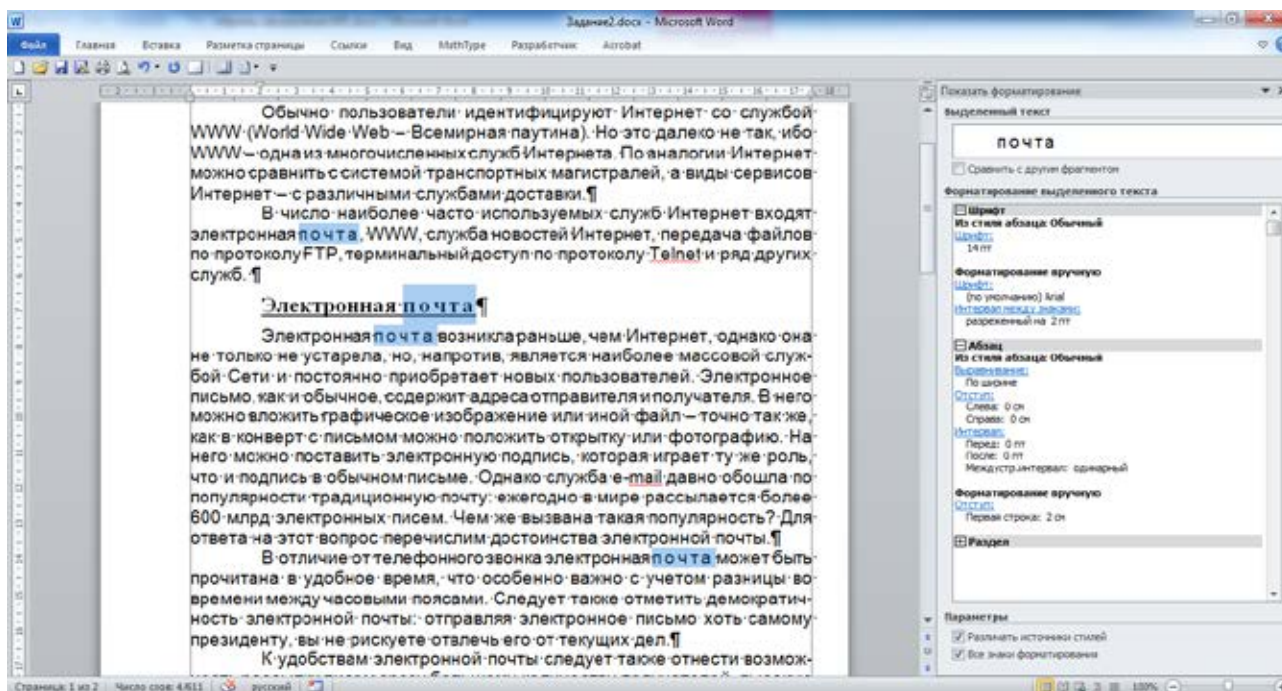 Задание2.docx - Microsoft Word
Файл Главная Вставка Разметка страницы Ссылки Вид MathType Разработчик Acrobat
Обычно пользователи идентифицируют Интернет со службой
WWW (World Wide Web – Всемирная паутина). Но это далеко не так, ибо
WWW – одна из многочисленных служб Интернета. По аналогии Интернет
можно сравнить с системой транспортных магистралей, а виды сервисов
Интернет – с различными службами доставки.¶
В число наиболее часто используемых служб Интернет входят
электронная почта, WWW, служба новостей Интернет, передача файлов
по протоколу FTP, терминальный доступ по протоколу Telnet и ряд других
служб. ¶
Электронная почта¶
Электронная почта возникла раньше, чем Интернет, однако она
не только не устарела, но, напротив, является наиболее массовой служ-
бой Сети и постоянно приобретает новых пользователей. Электронное
письмо, как и обычное, содержит адреса отправителя и получателя. В него
можно вложить графическое изображение или иной файл – точно так же,
как в конверт с письмом можно положить открытку или фотографию. На
него можно поставить электронную подпись, которая играет ту же роль,
что и подпись в обычном письме. Однако служба e-mail давно обошла по
популярности традиционную почту: ежегодно в мире рассылается более
600 млрд электронных писем. Чем же вызвана такая популярность? Для
ответа на этот вопрос перечислим достоинства электронной почты.¶
В отличие от телефонного звонка электронная почта может быть
прочитана в удобное время, что особенно важно с учетом разницы во
времени между часовыми поясами. Следует также отметить демократич-
ность электронной почты: отправляя электронное письмо хоть самому
президенту, вы не рискуете отвлечь его от текущих дел.¶
К удобствам электронной почты следует также отнести возмож-
Показать форматирование
Выделенный текст
почта
Сравнить с другим фрагментом
Форматирование выделенного текста
Шрифт
Из стиля абзаца: Обычный
Шрифт:
14 пт
Форматирование вручную
Шрифт:
(по умолчанию) Arial
Интервал между знаками:
разреженный на 2 пт
Абзац
Из стиля абзаца: Обычный
Выравнивание:
По ширине
Отступ:
Слева: 0 см
Справа: 0 см
Интервал:
Перед: 0 пт
После: 0 пт
Междустр.интервал: одинарный
Форматирование вручную
Отступ:
Первая строка: 2 см
Раздел
Параметры
Различать источники стилей
Все знаки форматирования
Страница: 1 из 2 Число слов: 4/611 русский 100%